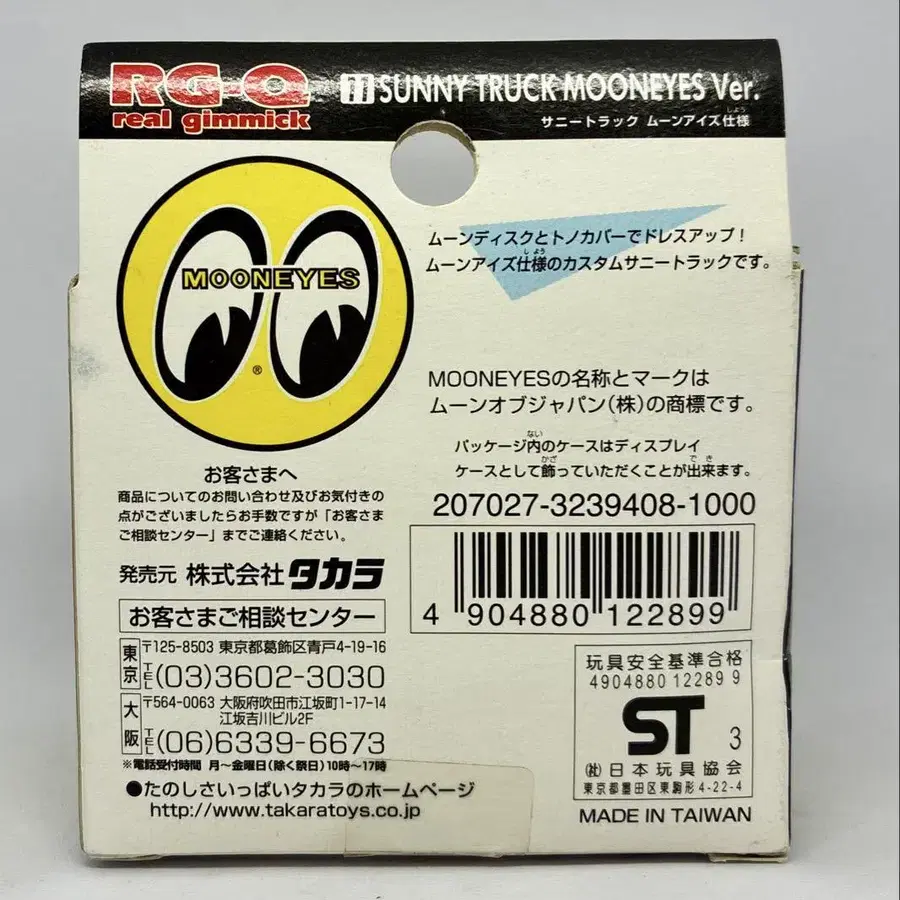 RG-Q
real gimmick
11 SUNNY TRUCK MOONEYES Ver.
しよう
サニートラック ムーンアイズ仕様
MOONEYES
®
ムーンディスクとトノカバーでドレスアップ!
しよう
ムーンアイズ仕様のカスタムサニートラックです。
MOONEYESの名称とマークは
ムーンオブジャパン(株)の商標です。
ない
パッケージ内のケースはディスプレイ
かざ でき
ケースとして飾っていただくことが出来ます。
207027-3239408-1000
4 904880 122899
お客さまへ
商品についてのお問い合わせ及びお気付きの
点がございましたらお手数ですが「お客さま
ご相談センター」までご連絡ください。
発売元 株式会社 タカラ
お客さまご相談センター
東京
〒125-8503 東京都葛飾区青戸4-19-16
TEL (03)3602-3030
大阪
〒564-0063 大阪府吹田市江坂町1-17-14
江坂吉川ビル2F
TEL (06)6339-6673
※電話受付時間 月~金曜日(除く祭日)10時~17時
●たのしさいっぱいタカラのホームページ
http://www.takaratoys.co.jp
玩具安全基準合格
4904880 12289 9
ST 3
(社)日本玩具協会
東京都墨田区東駒形4-22-4
MADE IN TAIWAN